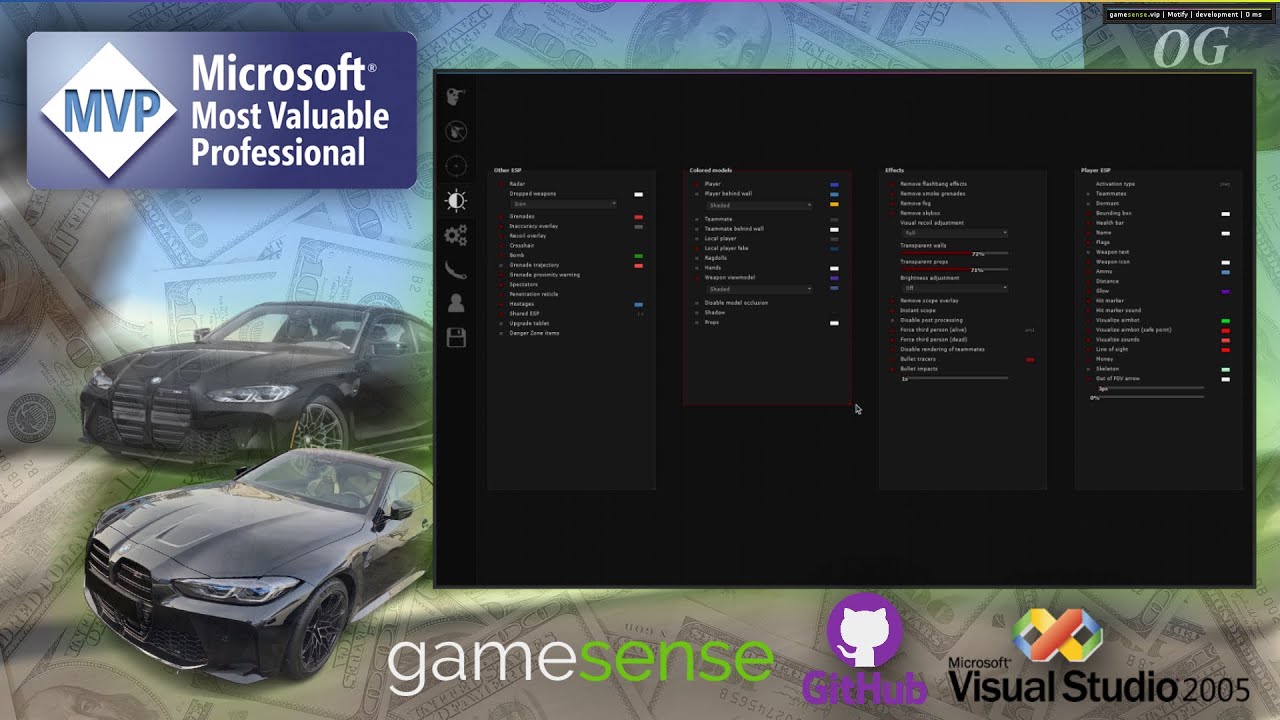 gamesense.vip | Motify | development | 0 ms
OG
MVP
Microsoft®
Most Valuable
Professional
Other ESP
Radar
Dropped weapons
Icon
Grenades
Inaccuracy overlay
Recoil overlay
Crosshair
Bomb
Grenade trajectory
Grenade proximity warning
Spectators
Penetration reticle
Hostages
Shared ESP
Upgrade tablet
Danger Zone items
Colored models
Player
Player behind wall
Shaded
Teammate
Teammate behind wall
Local player
Local player fake
Ragdolls
Hands
Weapon viewmodel
Shaded
Disable model occlusion
Shadow
Props
Effects
Remove flashbang effects
Remove smoke grenades
Remove fog
Remove skybox
Visual recoil adjustment
Full
Transparent walls
72%
Transparent props
71%
Brightness adjustment
Off
Remove scope overlay
Instant scope
Disable post processing
Force third person (alive)
Force third person (dead)
Disable rendering of teammates
Bullet tracers
Bullet impacts
1s
Player ESP
Activation type
Teammates
Dormant
Bounding box
Health bar
Name
Flags
Weapon text
Weapon icon
Ammo
Distance
Glow
Hit marker
Hit marker sound
Visualize aimbot
Visualize aimbot (safe point)
Visualize sounds
Line of sight
Money
Skeleton
Out of FOV arrow
0%
gamesense
GitHub
Microsoft®
Visual Studio 2005